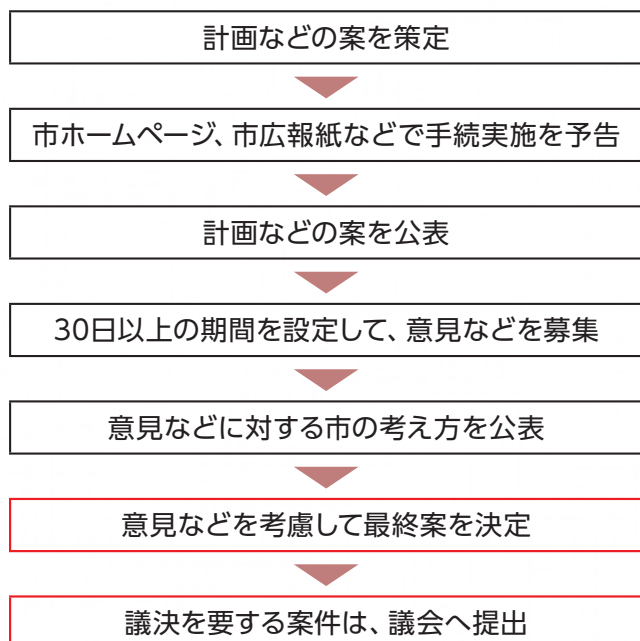 計画などの案を策定
市ホームページ、市広報紙などで手続実施を予告
計画などの案を公表
30日以上の期間を設定して、意見などを募集
意見などに対する市の考え方を公表
意見などを考慮して最終案を決定
議決を要する案件は、議会へ提出